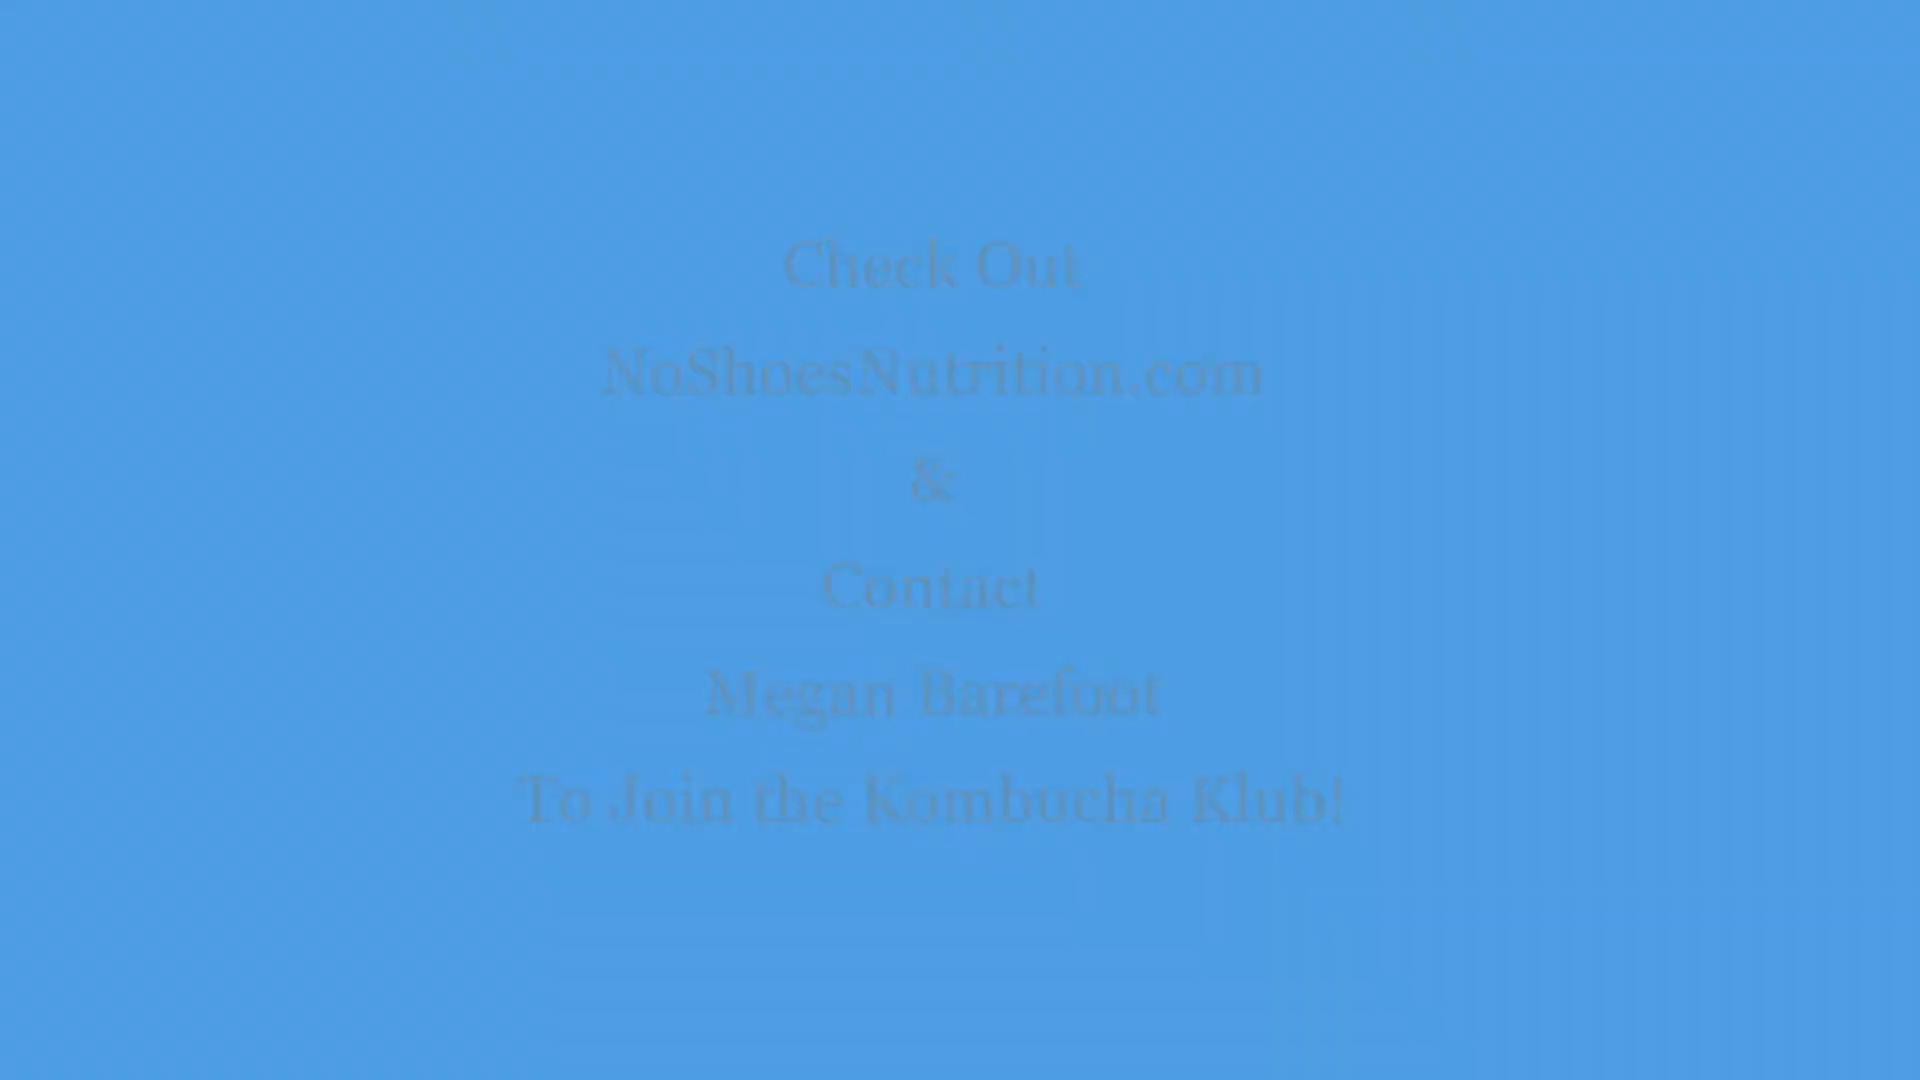 Check Out
NoShoesNutrition.com
&
Contact
Megan Barefoot
To Join the Kombucha Klub!